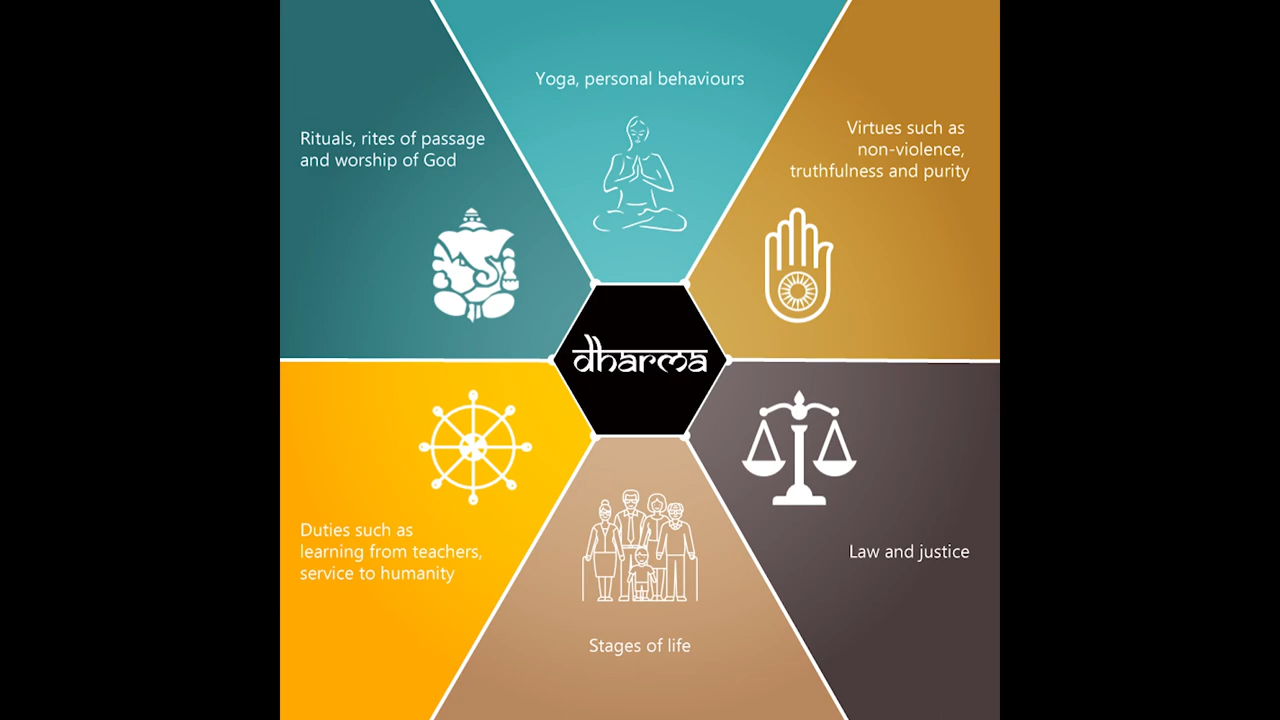 Yoga, personal behaviours
Rituals, rites of passage
and worship of God
Virtues such as
non-violence,
truthfulness and purity
dharma
Duties such as
learning from teachers,
service to humanity
Law and justice
Stages of life